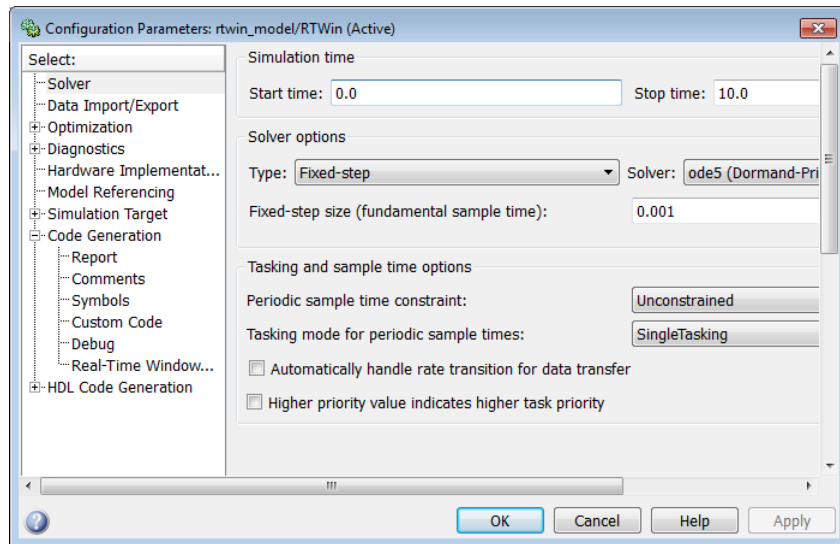 Configuration Parameters: rtwin_model/RTWin (Active)
Select:
Solver
Data Import/Export
Optimization
Diagnostics
Hardware Implementat...
Model Referencing
Simulation Target
Code Generation
Report
Comments
Symbols
Custom Code
Debug
Real-Time Window...
HDL Code Generation
Simulation time
Start time: 0.0 Stop time: 10.0
Solver options
Type: Fixed-step Solver: ode5 (Dormand-Pri
Fixed-step size (fundamental sample time): 0.001
Tasking and sample time options
Periodic sample time constraint: Unconstrained
Tasking mode for periodic sample times: SingleTasking
Automatically handle rate transition for data transfer
Higher priority value indicates higher task priority
OK Cancel Help Apply